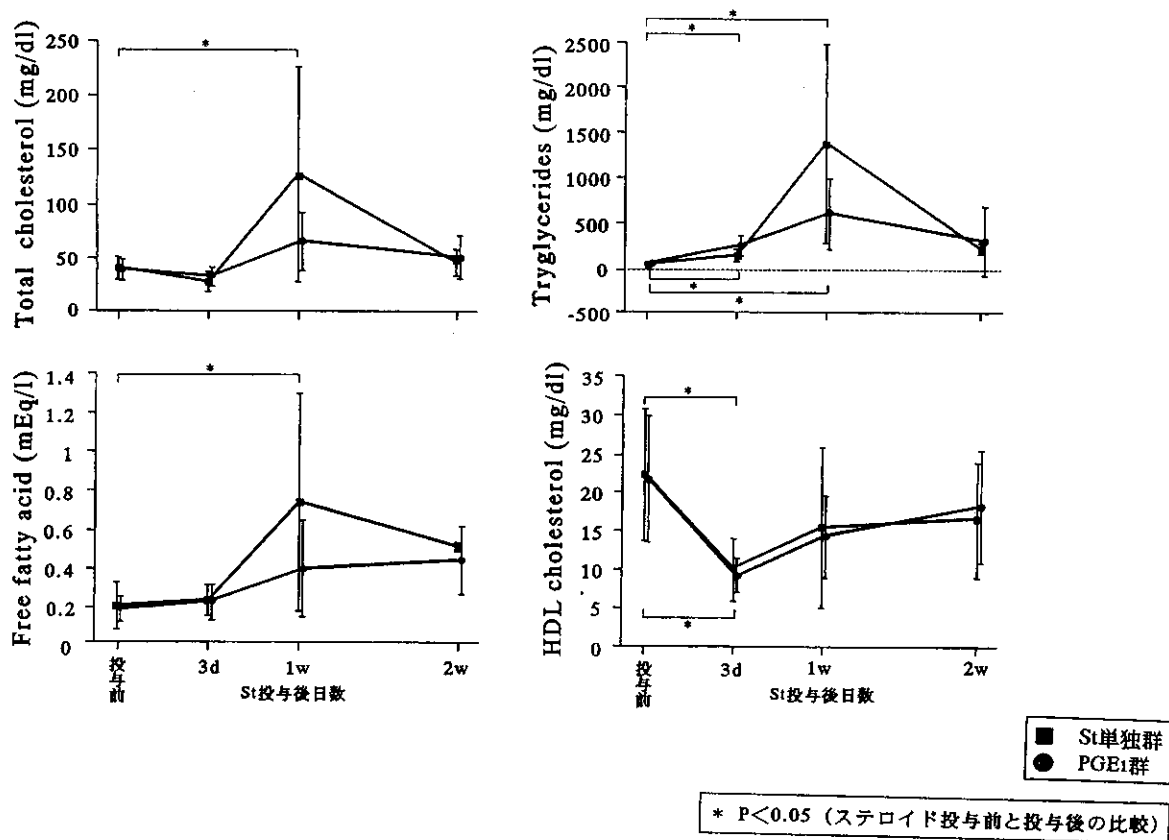 Total cholesterol (mg/dl)
250
200
150
100
50
0
*
Tryglycerides (mg/dl)
2500
1500
1000
500
0
-500
*
*
*
*
Free fatty acid (mEq/l)
1.4
1.2
1
0.8
0.6
0.4
0.2
0
*
投与前
3d
1w
2w
St投与後日数
HDL cholesterol (mg/dl)
35
30
25
20
15
10
5
0
*
*
投与前
3d
1w
2w
St投与後日数
St単独群
PGE1群
* P<0.05 (ステロイド投与前と投与後の比較)